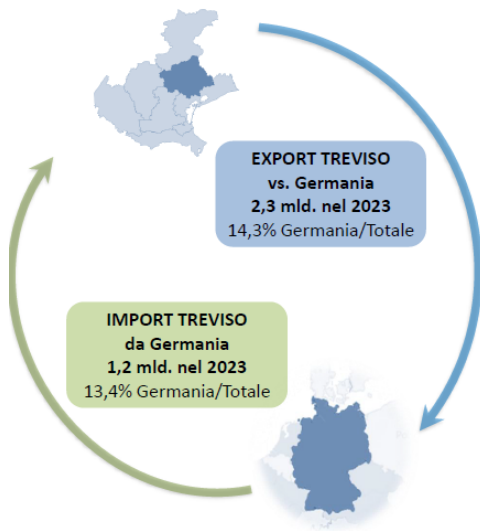 EXPORT TREVISO
vs. Germania
2,3 mld. nel 2023
14,3% Germania/Totale
IMPORT TREVISO
da Germania
1,2 mld. nel 2023
13,4% Germania/Totale